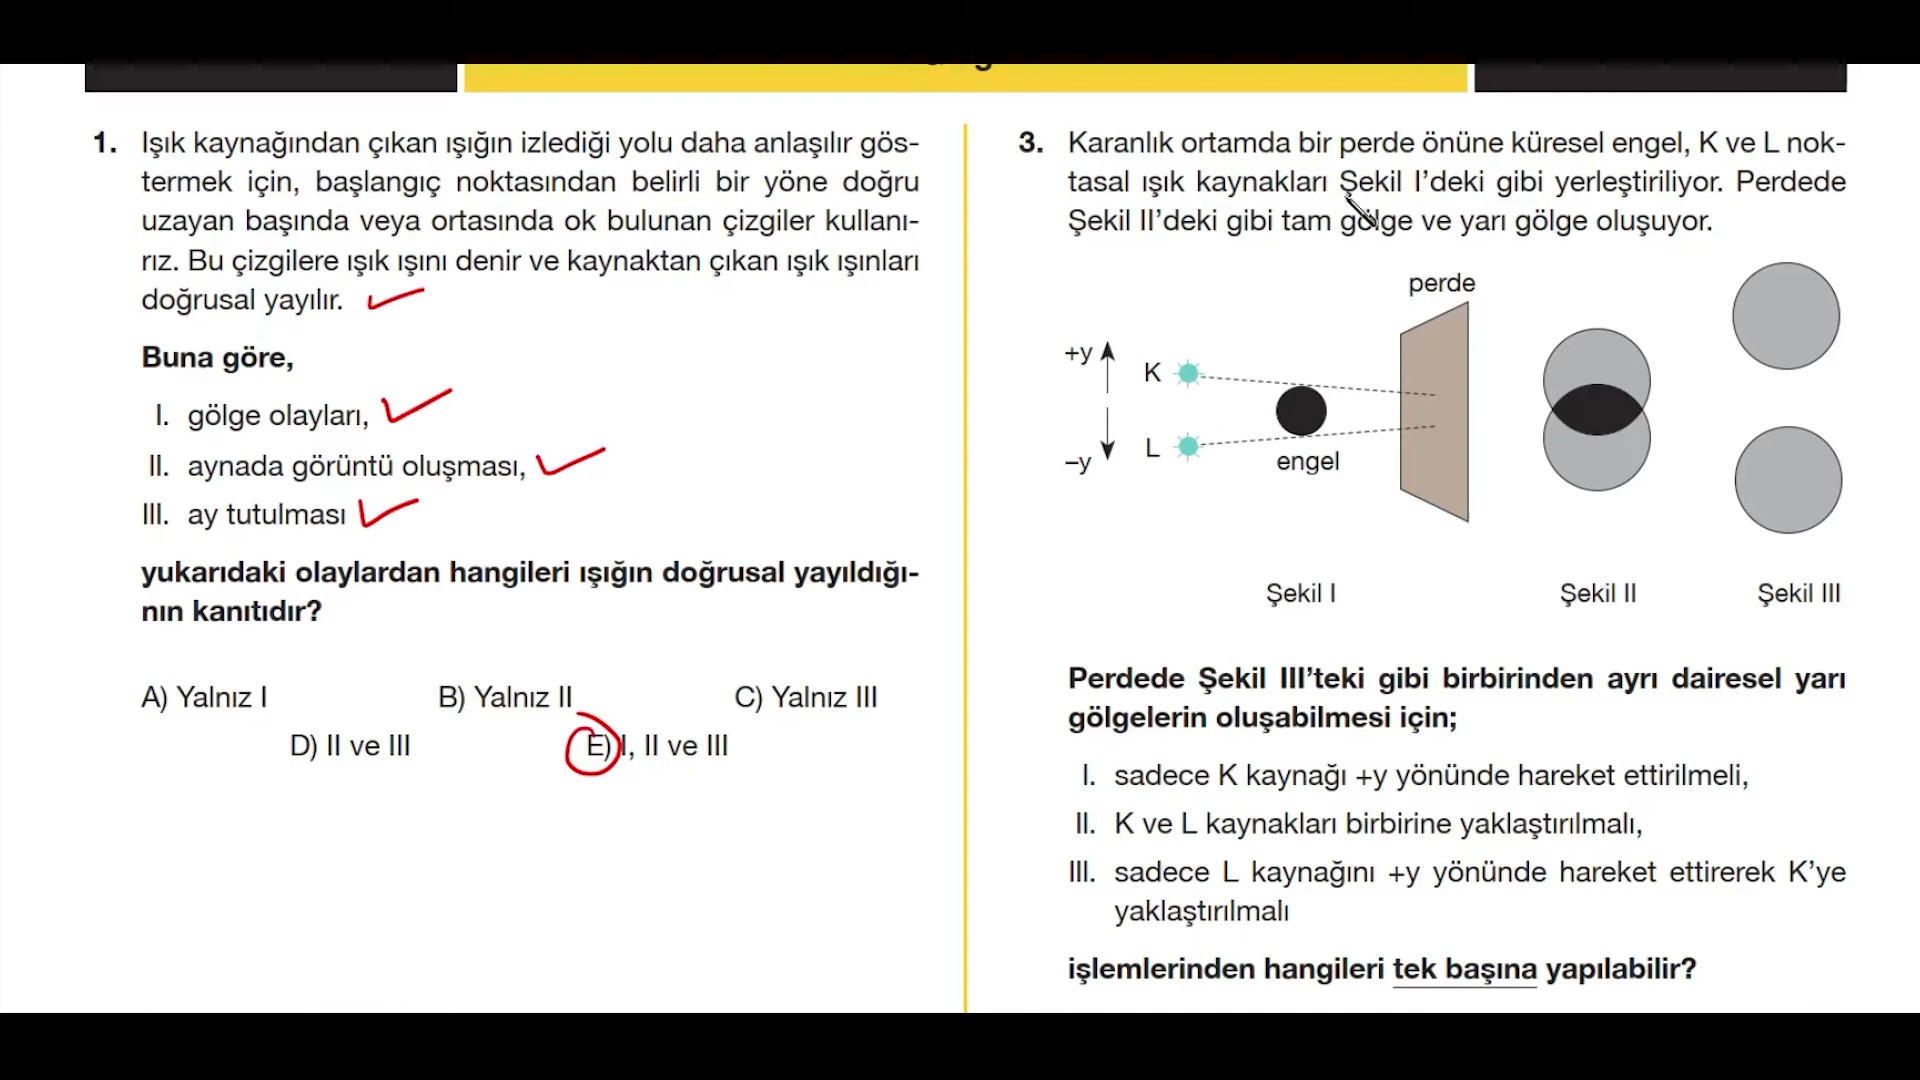 1. Işık kaynağından çıkan ışığın izlediği yolu daha anlaşılır gös-
termek için, başlangıç noktasından belirli bir yöne doğru
uzayan başında veya ortasında ok bulunan çizgiler kullanı-
rız. Bu çizgilere ışık ışını denir ve kaynaktan çıkan ışık ışınları
doğrusal yayılır.
Buna göre,
I. gölge olayları,
II. aynada görüntü oluşması,
III. ay tutulması
yukarıdaki olaylardan hangileri ışığın doğrusal yayıldığı-
nın kanıtıdır?
A) Yalnız I B) Yalnız II C) Yalnız III
D) II ve III E) I, II ve III
3. Karanlık ortamda bir perde önüne küresel engel, K ve L nok-
tasal ışık kaynakları Şekil I’deki gibi yerleştiriliyor. Perdede
Şekil II’deki gibi tam gölge ve yarı gölge oluşuyor.
perde
+y
K
L
–y
engel
Şekil I Şekil II Şekil III
Perdede Şekil III’teki gibi birbirinden ayrı dairesel yarı
gölgelerin oluşabilmesi için;
I. sadece K kaynağı +y yönünde hareket ettirilmeli,
II. K ve L kaynakları birbirine yaklaştırılmalı,
III. sadece L kaynağını +y yönünde hareket ettirerek K’ye
yaklaştırılmalı
işlemlerinden hangileri tek başına yapılabilir?